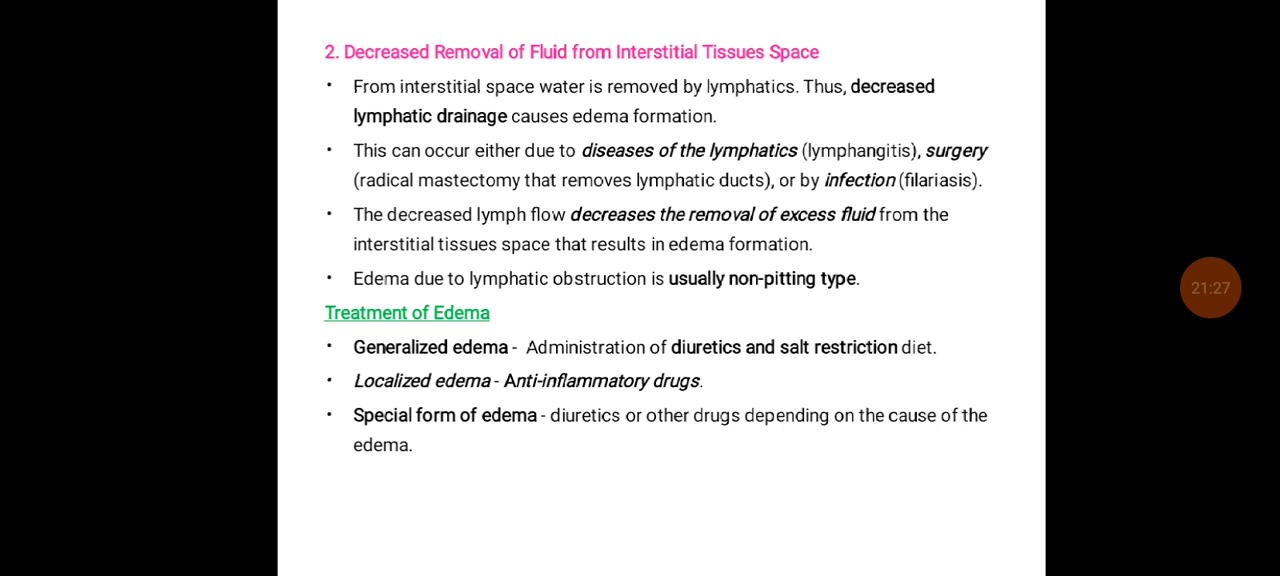 2. Decreased Removal of Fluid from Interstitial Tissues Space
• From interstitial space water is removed by lymphatics. Thus, decreased
lymphatic drainage causes edema formation.
• This can occur either due to diseases of the lymphatics (lymphangitis), surgery
(radical mastectomy that removes lymphatic ducts), or by infection (filariasis).
• The decreased lymph flow decreases the removal of excess fluid from the
interstitial tissues space that results in edema formation.
• Edema due to lymphatic obstruction is usually non-pitting type.
21:27
Treatment of Edema
• Generalized edema - Administration of diuretics and salt restriction diet.
• Localized edema - Anti-inflammatory drugs.
• Special form of edema - diuretics or other drugs depending on the cause of the
edema.